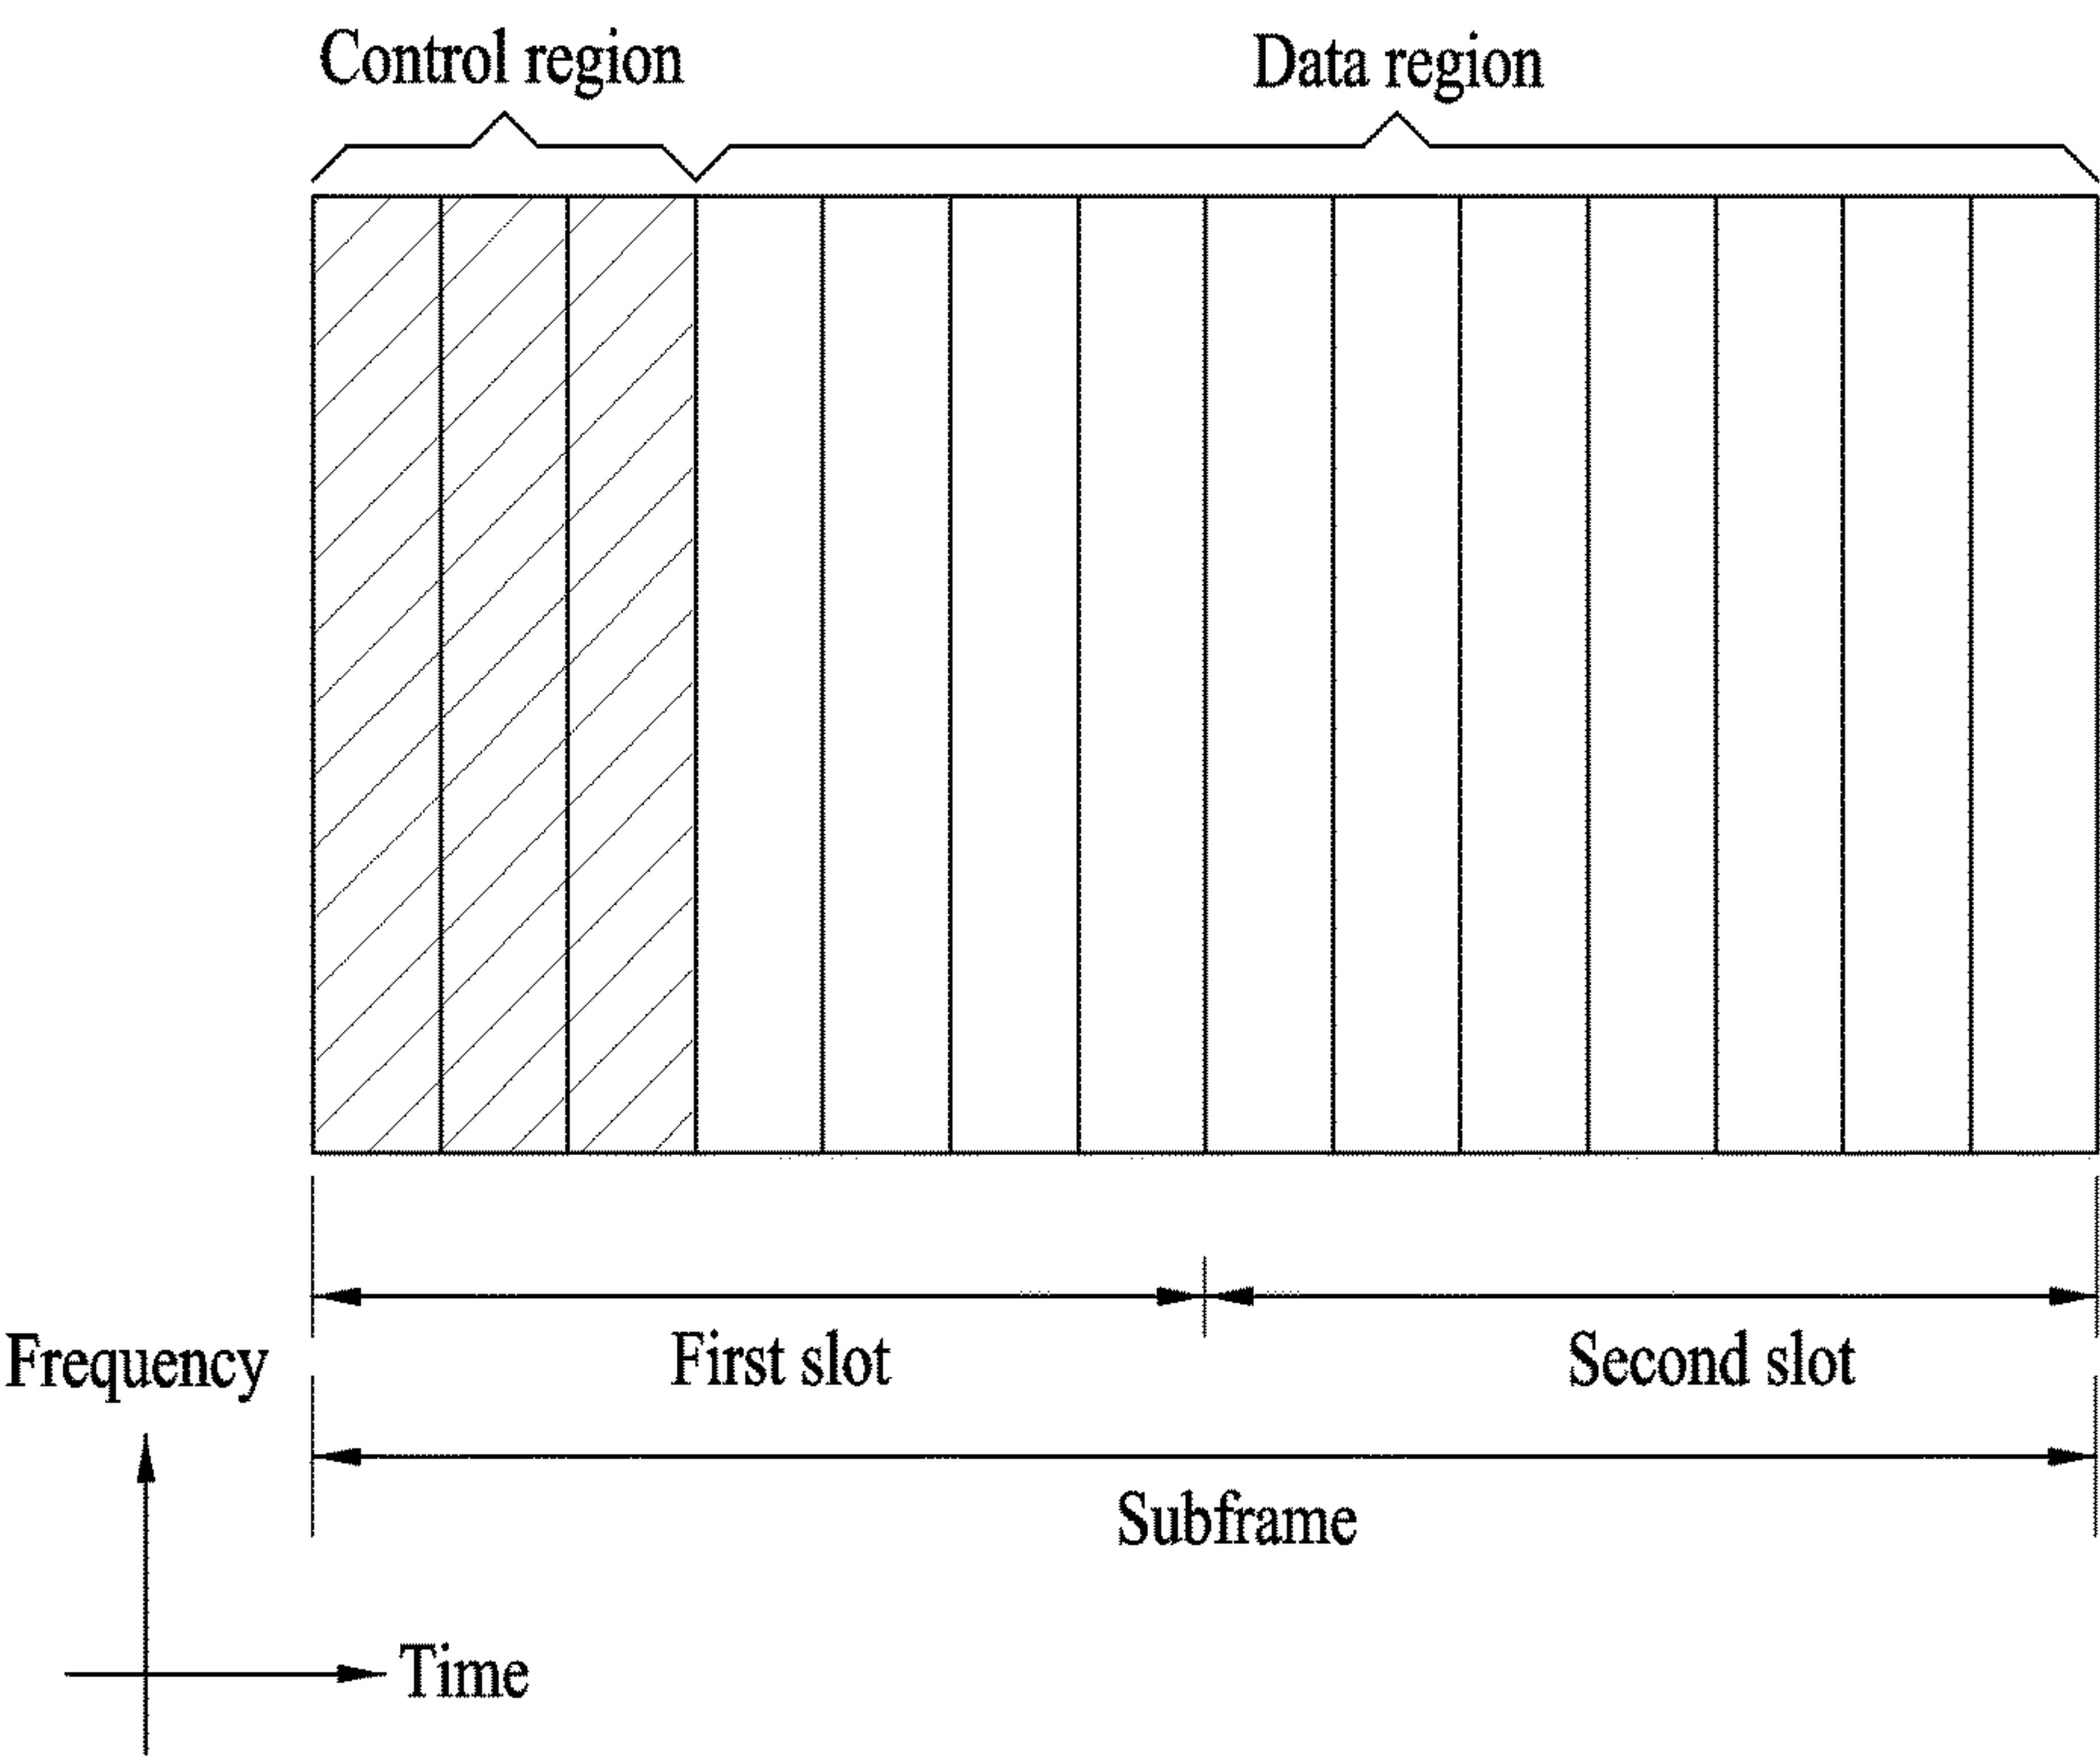 Control region
Data region
First slot
Second slot
Subframe
Frequency
Time